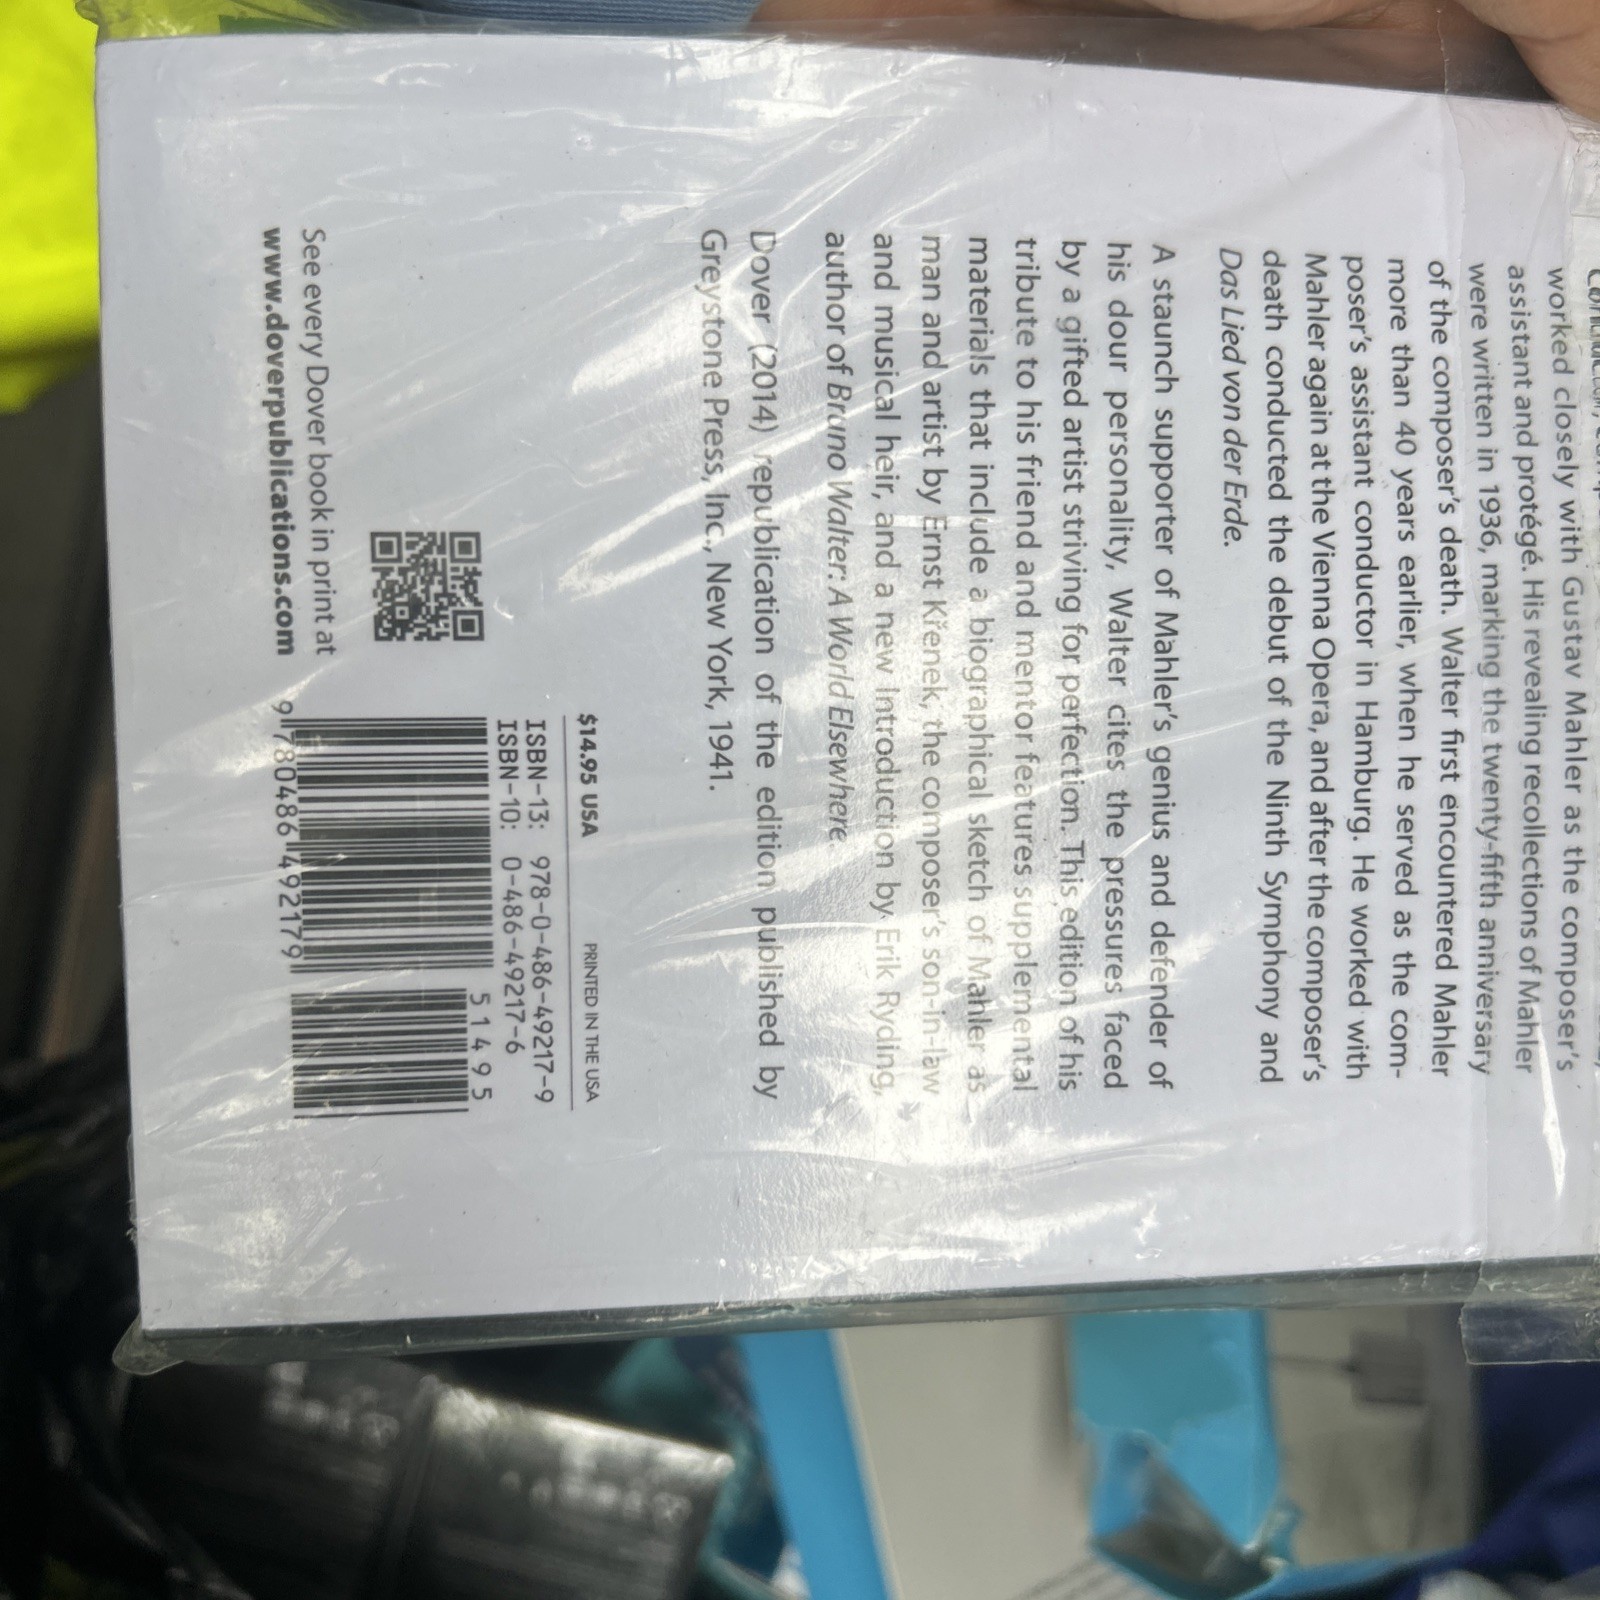 worked closely with Gustav Mahler as the composer's
assistant and protégé. His revealing recollections of Mahler
were written in 1936, marking the twenty-fifth anniversary
of the composer's death. Walter first encountered Mahler
more than 40 years earlier, when he served as the com-
poser's assistant conductor in Hamburg. He worked with
Mahler again at the Vienna Opera, and after the composer's
death conducted the debut of the Ninth Symphony and
Das Lied von der Erde.
A staunch supporter of Mahler's genius and defender of
his dour personality, Walter cites the pressures faced
by a gifted artist striving for perfection. This edition of his
tribute to his friend and mentor features supplemental
materials that include a biographical sketch of Mahler as
man and artist by Ernst Křenek, the composer's son-in-law
and musical heir, and a new Introduction by Erik Ryding,
author of Bruno Walter: A World Elsewhere.
Dover (2014) republication of the edition published by
Greystone Press, Inc., New York, 1941.
$14.95 USA PRINTED IN THE USA
ISBN-13: 978-0-486-49217-9
ISBN-10: 0-486-49217-6
51495
9 780486 492179
See every Dover book in print at
www.doverpublications.com